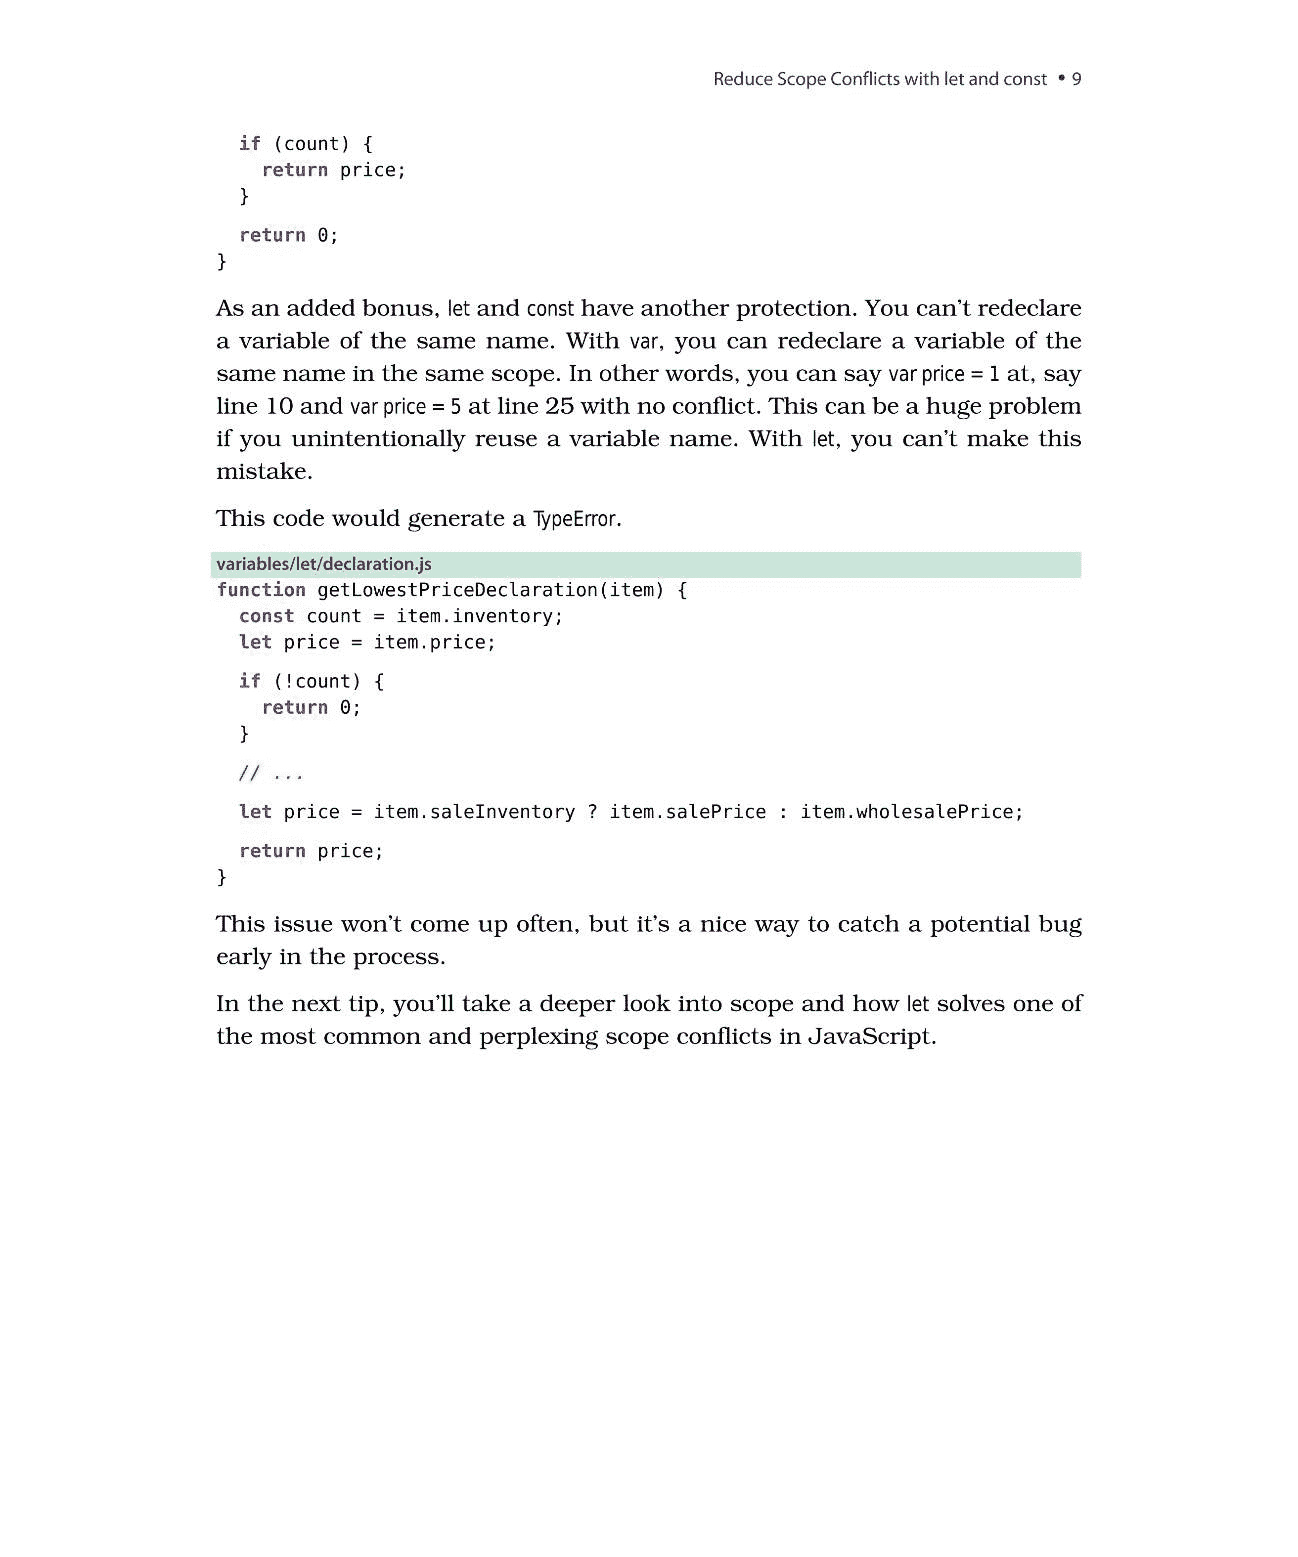 Reduce Scope Conflicts with let and const • 9
if (count) {
return price;
}
return 0;
}
As an added bonus, let and const have another protection. You can’t redeclare
a variable of the same name. With var, you can redeclare a variable of the
same name in the same scope. In other words, you can say var price = 1 at, say
line 10 and var price = 5 at line 25 with no conflict. This can be a huge problem
if you unintentionally reuse a variable name. With let, you can’t make this
mistake.
This code would generate a TypeError.
variables/let/declaration.js
function getLowestPriceDeclaration(item) {
const count = item.inventory;
let price = item.price;
if (!count) {
return 0;
}
// ...
let price = item.saleInventory ? item.salePrice : item.wholesalePrice;
return price;
}
This issue won’t come up often, but it’s a nice way to catch a potential bug
early in the process.
In the next tip, you’ll take a deeper look into scope and how let solves one of
the most common and perplexing scope conflicts in JavaScript.